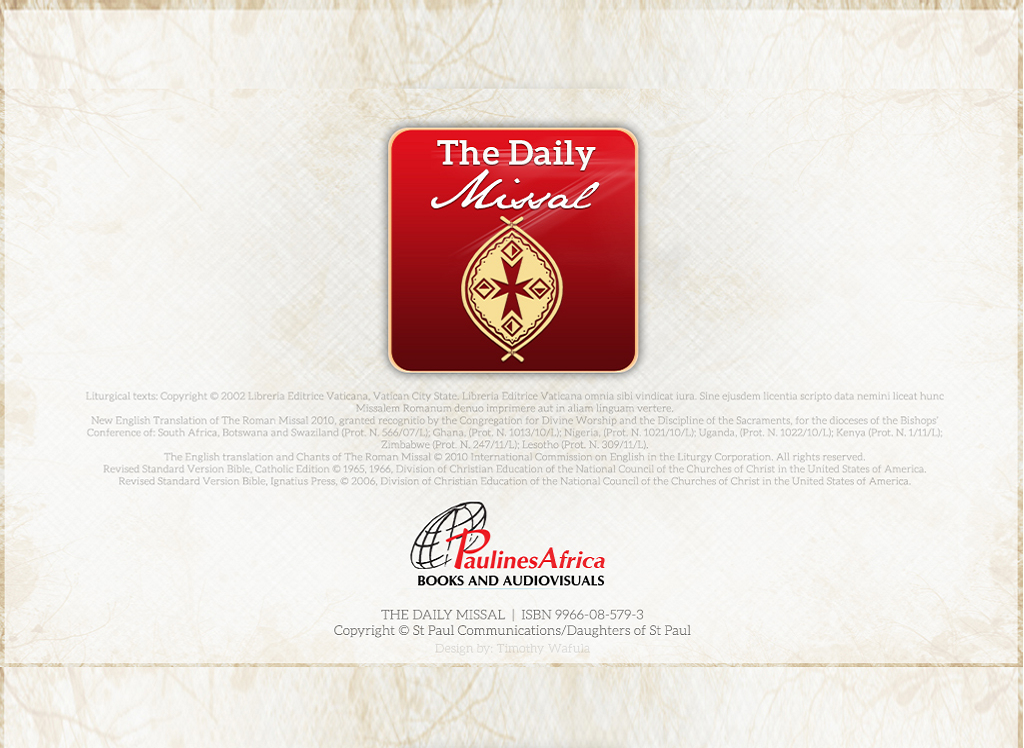 The Daily
Missal
Liturgical texts: Copyright © 2002 Libreria Editrice Vaticana, Vatican City State. Libreria Editrice Vaticana omnia sibi vindicat iura. Sine ejusdem licentia scripto data nemini liceat hunc
Missalem Romanum denuo imprimere aut in aliam linguam vertere.
New English Translation of The Roman Missal 2010, granted recognitio by the Congregation for Divine Worship and the Discipline of the Sacraments, for the dioceses of the Bishops'
Conference of: South Africa, Botswana and Swaziland (Prot. N. 566/07/L); Ghana, (Prot. N. 1013/10/L); Nigeria, (Prot. N. 1021/10/L); Uganda, (Prot. N. 1022/10/L); Kenya (Prot. N. 1/11/L);
Zimbabwe (Prot. N. 247/11/L); Lesotho (Prot. N. 309/11/L).
The English translation and Chants of The Roman Missal © 2010 International Commission on English in the Liturgy Corporation. All rights reserved.
Revised Standard Version Bible, Catholic Edition © 1965, 1966, Division of Christian Education of the National Council of the Churches of Christ in the United States of America.
Revised Standard Version Bible, Ignatius Press, © 2006, Division of Christian Education of the National Council of the Churches of Christ in the United States of America.
PaulinesAfrica
BOOKS AND AUDIOVISUALS
THE DAILY MISSAL | ISBN 9966-08-579-3
Copyright © St Paul Communications/Daughters of St Paul
Design by: Timothy Wafula